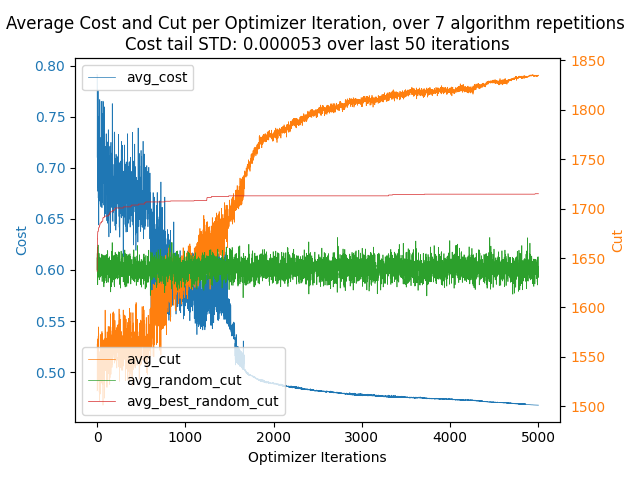 Average Cost and Cut per Optimizer Iteration, over 7 algorithm repetitions
Cost tail STD: 0.000053 over last 50 iterations
avg_cost
0.80
0.75
0.70
0.65
0.60
0.55
0.50
Cost
1850
1800
1750
1700
1650
1600
1550
1500
Cut
avg_cut
avg_random_cut
avg_best_random_cut
0 1000 2000 3000 4000 5000
Optimizer Iterations